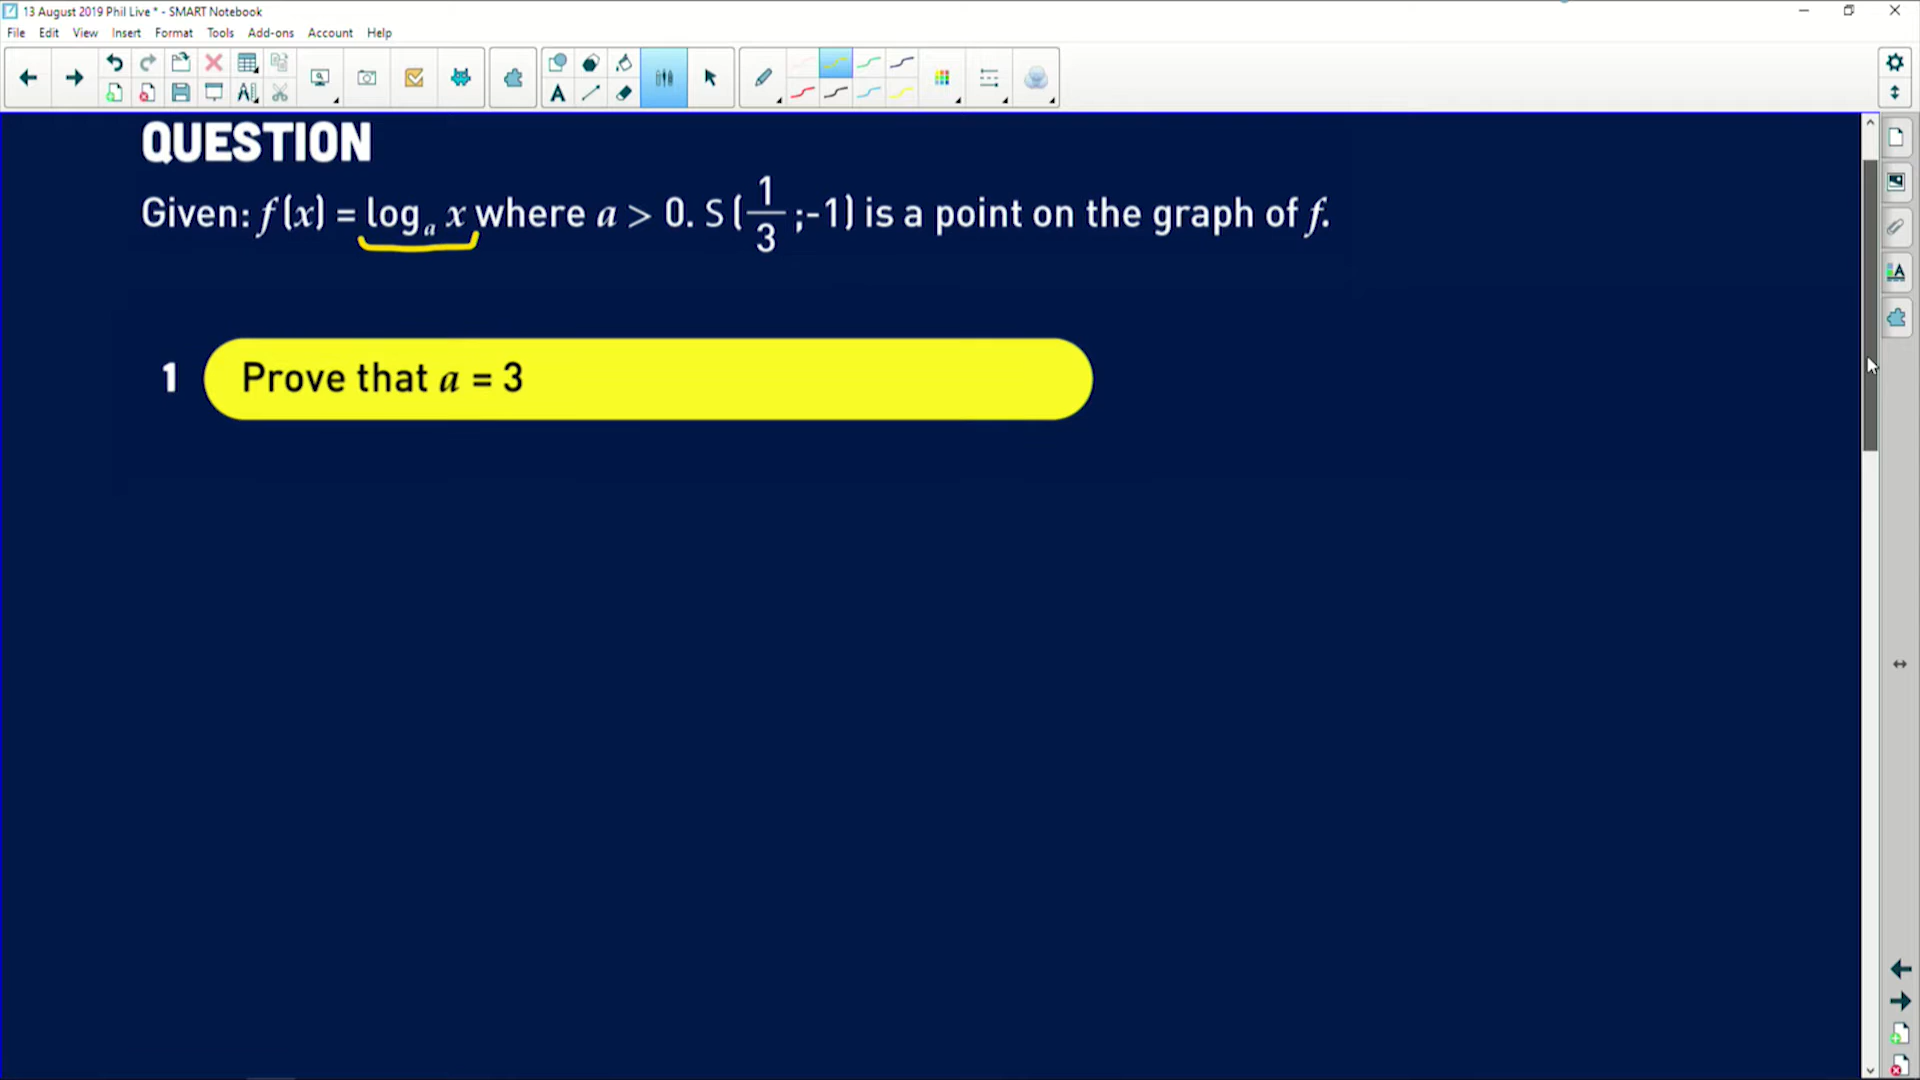 13 August 2019 Phil Live * - SMART Notebook
File Edit View Insert Format Tools Add-ons Account Help
QUESTION
Given: f(x) = logₐ x where a > 0. S (1/3 ;-1) is a point on the graph of f.
1 Prove that a = 3